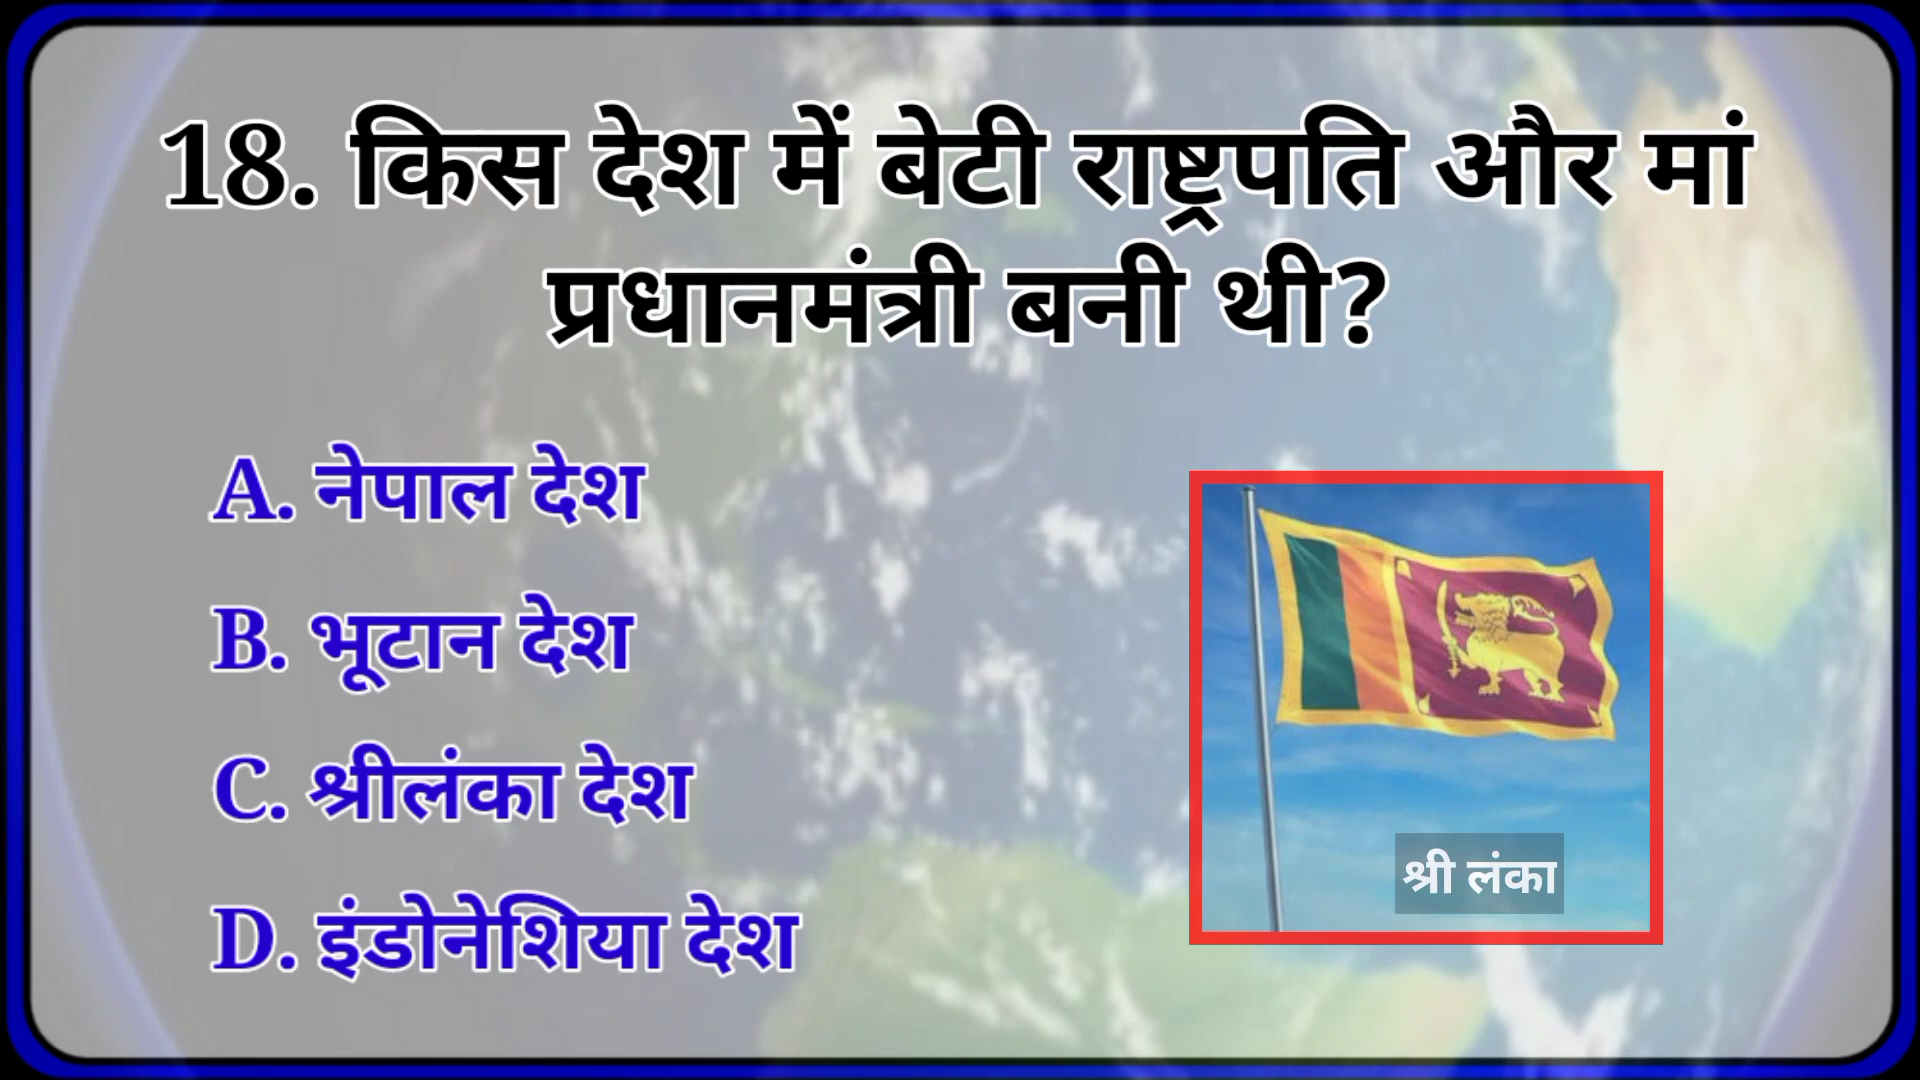 18. किस देश में बेटी राष्ट्रपति और मां
प्रधानमंत्री बनी थी?
A. नेपाल देश
B. भूटान देश
C. श्रीलंका देश
D. इंडोनेशिया देश
श्री लंका